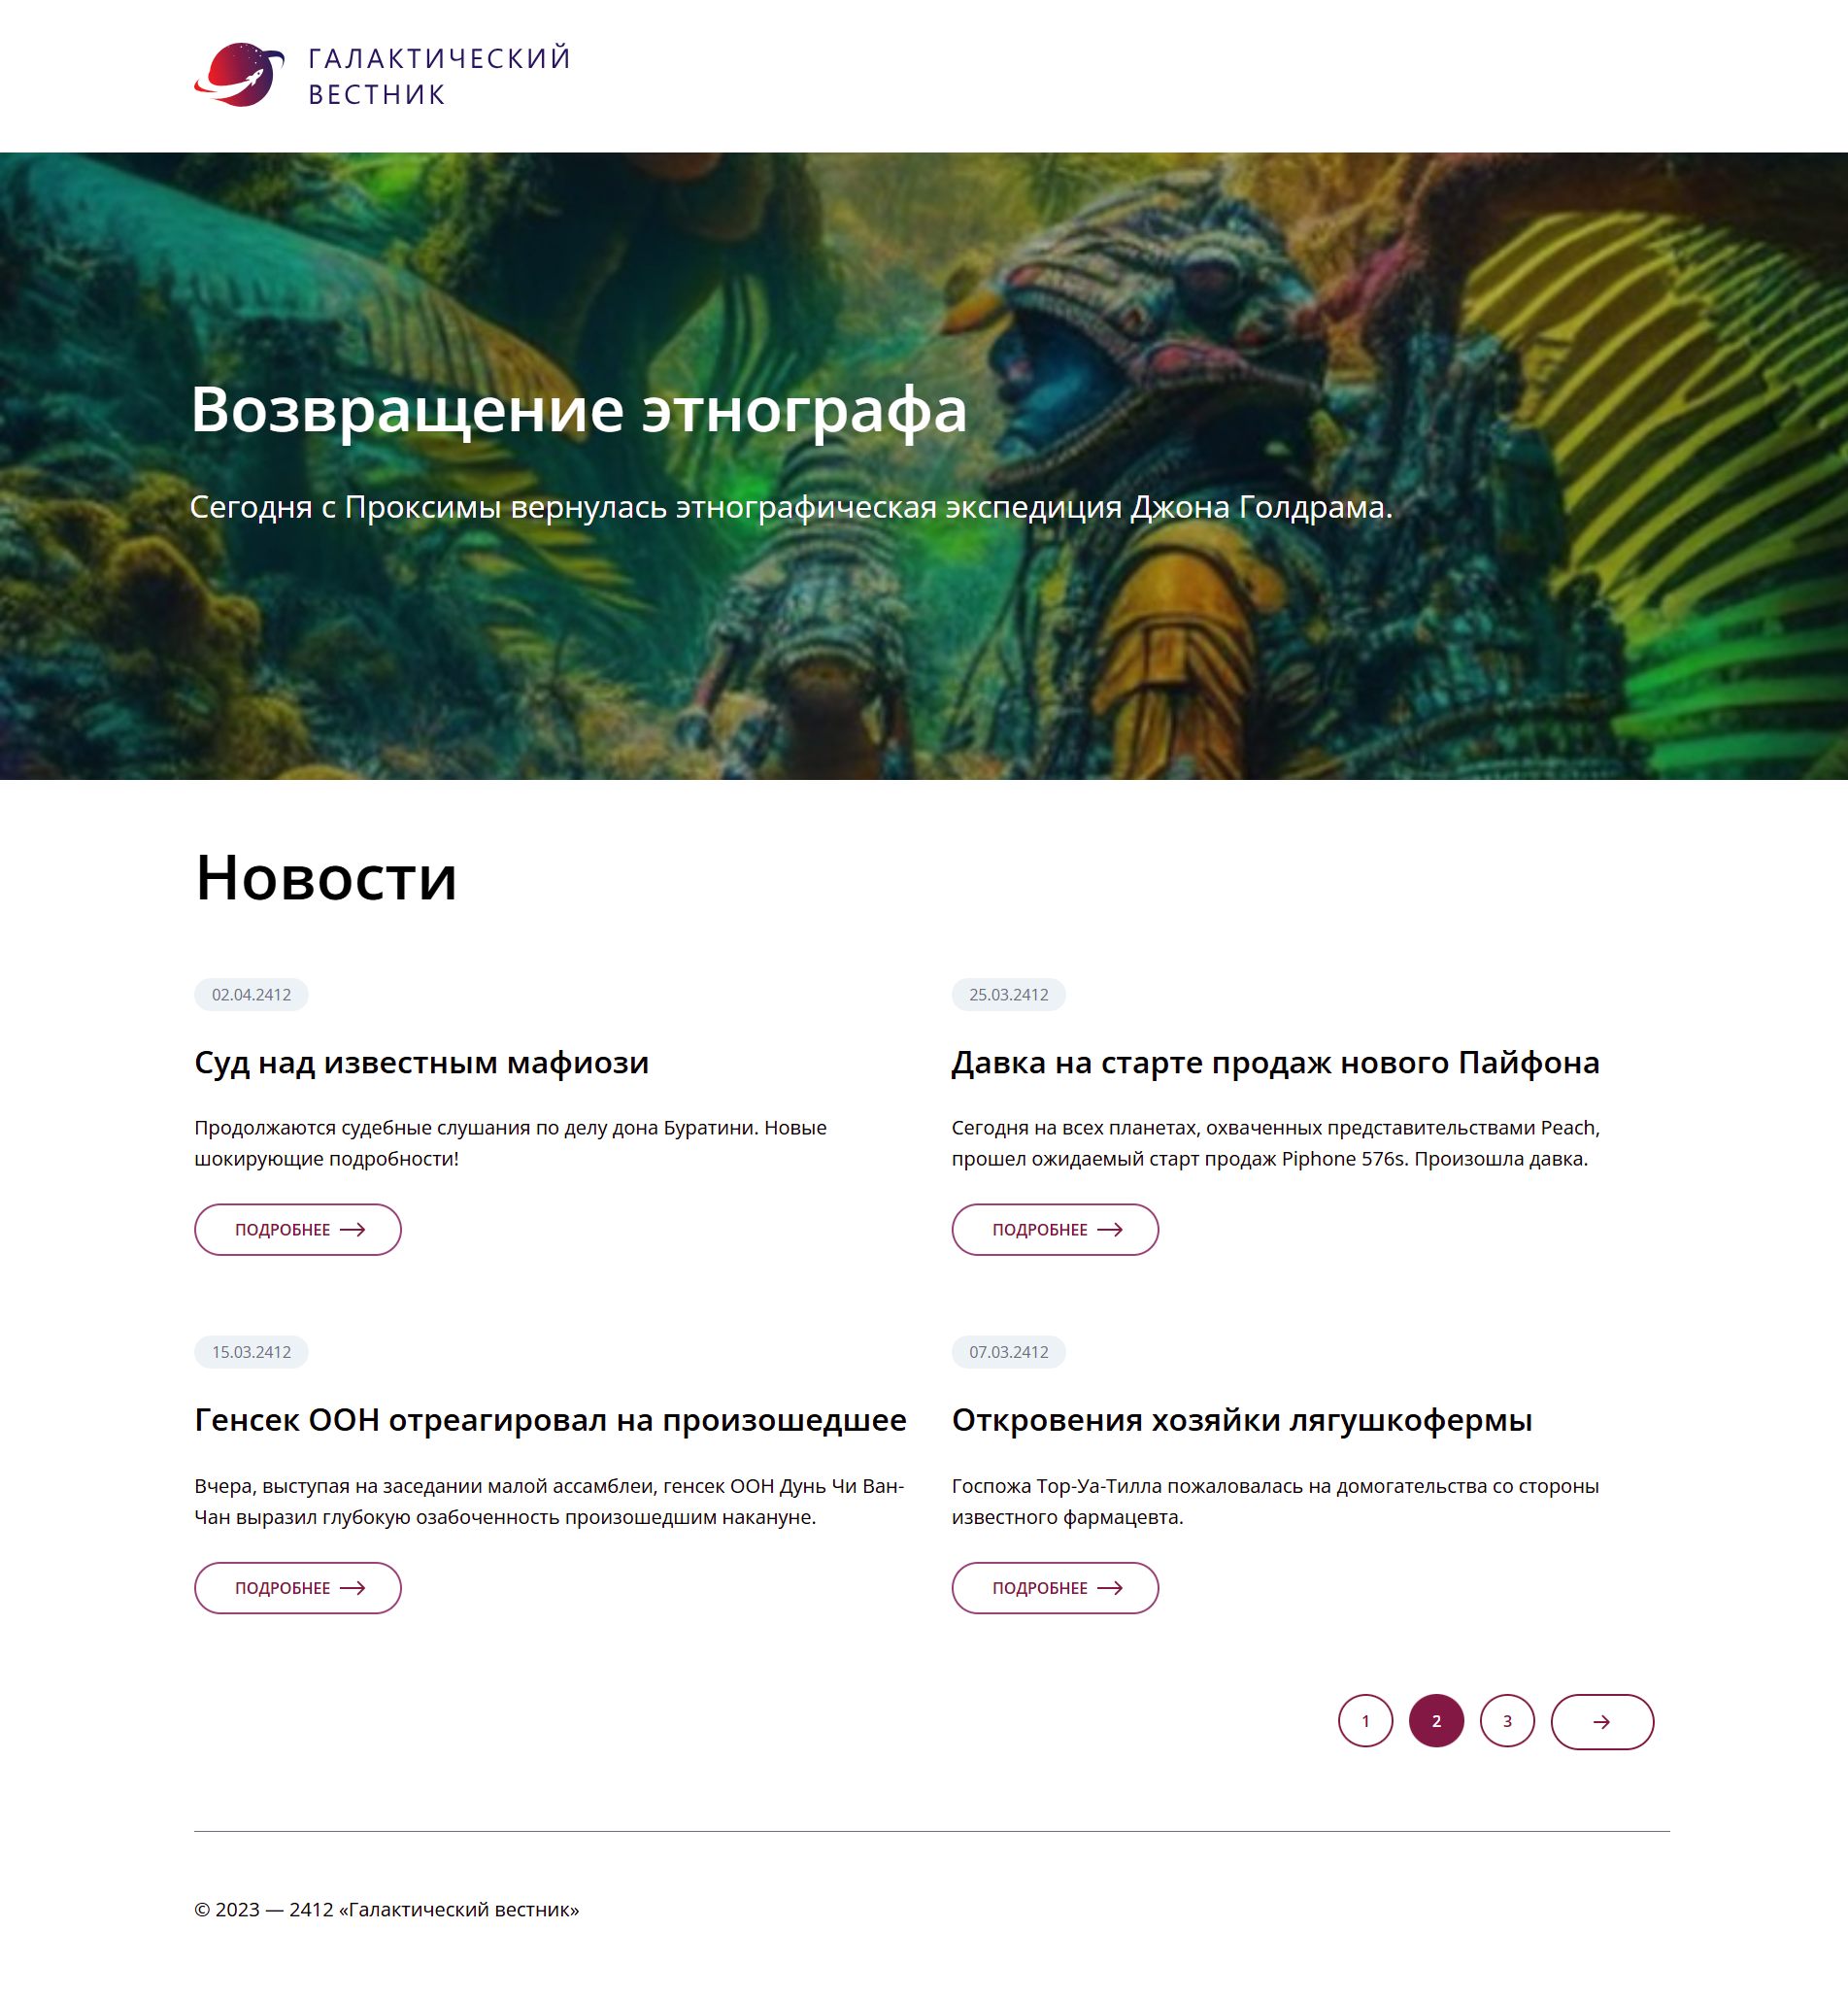 ГАЛАКТИЧЕСКИЙ
ВЕСТНИК
Возвращение этнографа
Сегодня с Проксимы вернулась этнографическая экспедиция Джона Голдрама.
Новости
02.04.2412
Суд над известным мафиози
Продолжаются судебные слушания по делу дона Буратини. Новые
шокирующие подробности!
ПОДРОБНЕЕ
25.03.2412
Давка на старте продаж нового Пайфона
Сегодня на всех планетах, охваченных представительствами Peach,
прошел ожидаемый старт продаж Piphone 576s. Произошла давка.
ПОДРОБНЕЕ
15.03.2412
Генсек ООН отреагировал на произошедшее
Вчера, выступая на заседании малой ассамблеи, генсек ООН Дунь Чи Ван-
Чан выразил глубокую озабоченность произошедшим накануне.
ПОДРОБНЕЕ
07.03.2412
Откровения хозяйки лягушкофермы
Госпожа Тор-Уа-Тилла пожаловалась на домогательства со стороны
известного фармацевта.
ПОДРОБНЕЕ
1 2 3
© 2023 — 2412 «Галактический вестник»